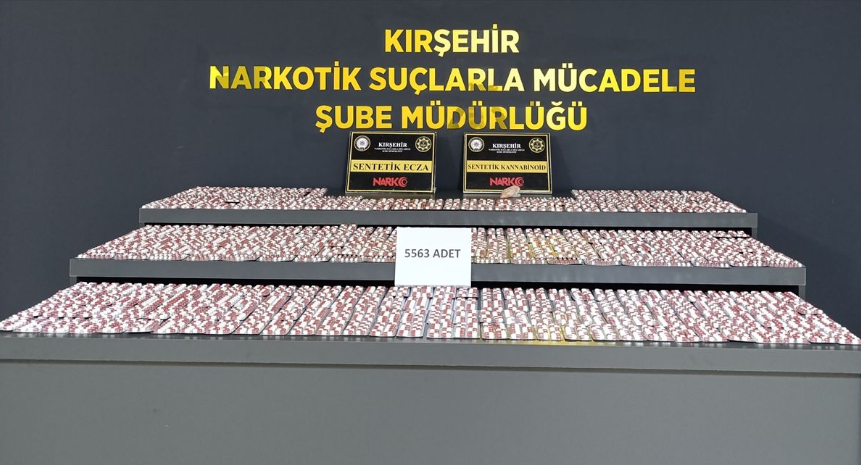 KIRŞEHİR
NARKOTİK SUÇLARLA MÜCADELE
ŞUBE MÜDÜRLÜĞÜ
KIRŞEHİR
SENTETİK ECZA
NARKO
KIRŞEHİR
SENTETİK KANNABİNOİD
NARKO
5563 ADET